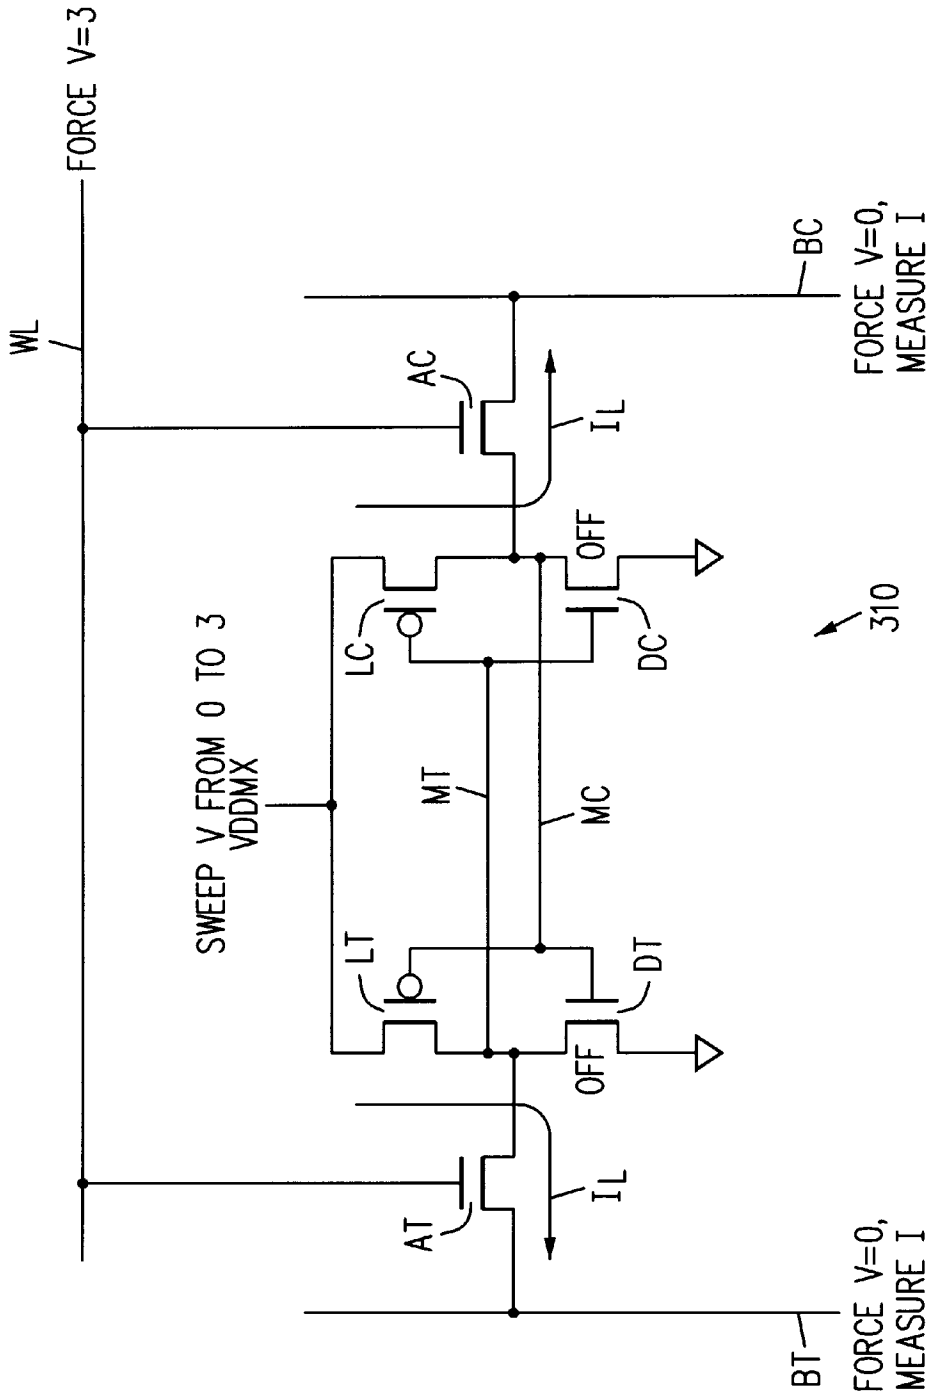 WL
FORCE V=3
SWEEP V FROM 0 TO 3
VDDMX
AT
LT
LC
AC
MT
MC
IL
OFF
OFF
IL
DT
DC
BT
BC
310
FORCE V=0,
MEASURE I
FORCE V=0,
MEASURE I